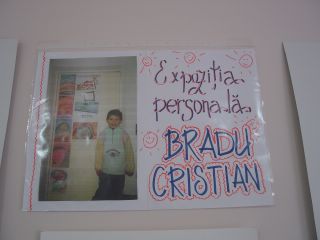 Expoziția
personală
BRADU
CRISTIAN